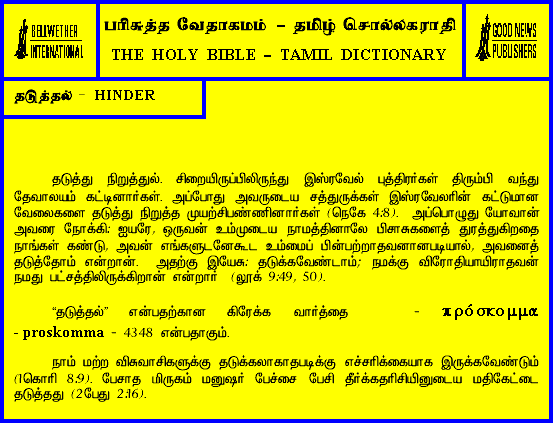 BELLWETHER
INTERNATIONAL
பரிசுத்த வேதாகமம் - தமிழ் சொல்லகராதி
THE HOLY BIBLE - TAMIL DICTIONARY
GOOD NEWS
PUBLISHERS
தடுத்தல் - HINDER
தடுத்து நிறுத்துல். சிறையிருப்பிலிருந்து இஸ்ரவேல் புத்திரர்கள் திரும்பி வந்து
தேவாலயம் கட்டினார்கள். அப்போது அவருடைய சத்துருக்கள் இஸ்ரவேலரின் கட்டுமான
வேலைகளை தடுத்து நிறுத்த முயற்சிபண்ணினார்கள் (நெகே 4:8). அப்பொழுது யோவான்
அவரை நோக்கி: ஐயரே, ஒருவன் உம்முடைய நாமத்தினாலே பிசாசுகளைத் துரத்துகிறதை
நாங்கள் கண்டு, அவன் எங்களுடனேகூட உம்மைப் பின்பற்றாதவனானபடியால், அவனைத்
தடுத்தோம் என்றான். அதற்கு இயேசு: தடுக்கவேண்டாம்; நமக்கு விரோதியாயிராதவன்
நமது பட்சத்திலிருக்கிறான் என்றார் (லூக் 9:49, 50).
“தடுத்தல்” என்பதற்கான கிரேக்க வார்த்தை - πρόσκομμα
- proskomma - 4348 என்பதாகும்.
நாம் மற்ற விசுவாசிகளுக்கு தடுக்கலாகாதபடிக்கு எச்சரிக்கையாக இருக்கவேண்டும்
(1கொரி 8:9). பேசாத மிருகம் மனுஷர் பேச்சை பேசி தீர்க்கதரிசியினுடைய மதிகேட்டை
தடுத்தது (2பேது 2:16).